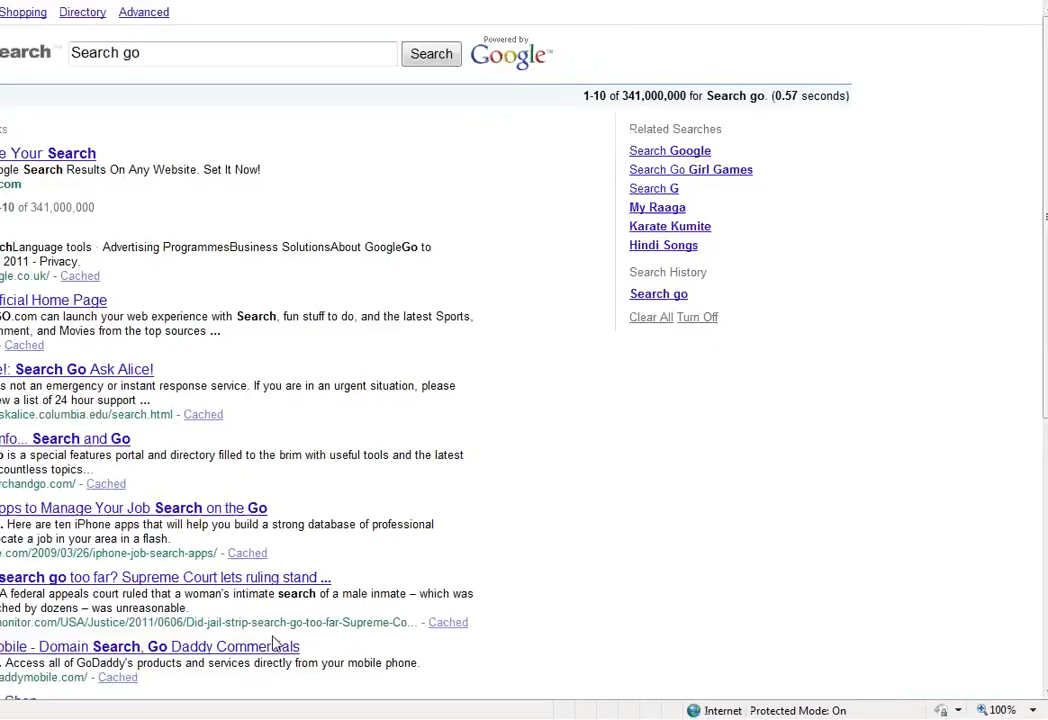 Shopping Directory Advanced
earch Search go Search Powered by Google™
1-10 of 341,000,000 for Search go. (0.57 seconds)
ks
e Your Search
ogle Search Results On Any Website. Set It Now!
com
-10 of 341,000,000
chLanguage tools · Advertising ProgrammesBusiness SolutionsAbout GoogleGo to
2011 - Privacy.
gle.co.uk/ - Cached
ficial Home Page
GO.com can launch your web experience with Search, fun stuff to do, and the latest Sports,
nment, and Movies from the top sources ...
- Cached
e!: Search Go Ask Alice!
s not an emergency or instant response service. If you are in an urgent situation, please
ew a list of 24 hour support ...
skalice.columbia.edu/search.html - Cached
nfo... Search and Go
o is a special features portal and directory filled to the brim with useful tools and the latest
countless topics...
rchandgo.com/ - Cached
pps to Manage Your Job Search on the Go
. Here are ten iPhone apps that will help you build a strong database of professional
ocate a job in your area in a flash.
e.com/2009/03/26/iphone-job-search-apps/ - Cached
search go too far? Supreme Court lets ruling stand ...
A federal appeals court ruled that a woman's intimate search of a male inmate – which was
ched by dozens – was unreasonable.
monitor.com/USA/Justice/2011/0606/Did-jail-strip-search-go-too-far-Supreme-Co... - Cached
obile - Domain Search, Go Daddy Commercials
. Access all of GoDaddy's products and services directly from your mobile phone.
addymobile.com/ - Cached
Related Searches
Search Google
Search Go Girl Games
Search G
My Raaga
Karate Kumite
Hindi Songs
Search History
Search go
Clear All Turn Off
Internet | Protected Mode: On
100%